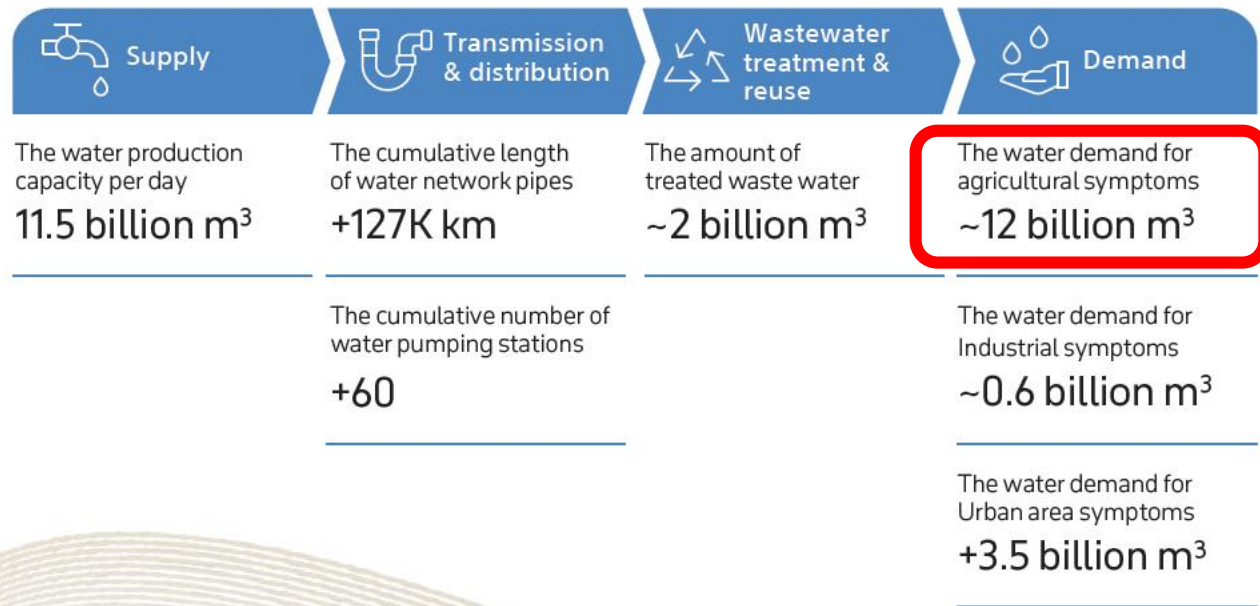 Supply
Transmission
& distribution
Wastewater
treatment &
reuse
Demand
The water production
capacity per day
11.5 billion m³
The cumulative length
of water network pipes
+127K km
The cumulative number of
water pumping stations
+60
The amount of
treated waste water
~2 billion m³
The water demand for
agricultural symptoms
~12 billion m³
The water demand for
Industrial symptoms
~0.6 billion m³
The water demand for
Urban area symptoms
+3.5 billion m³